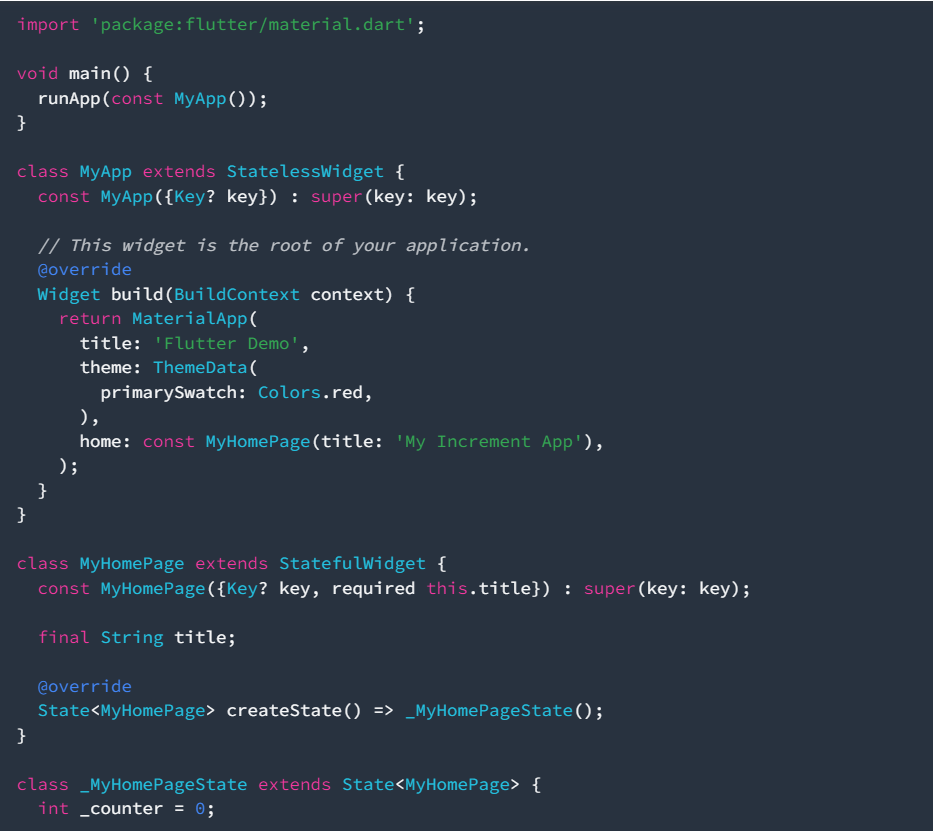 import 'package:flutter/material.dart';

void main() {
  runApp(const MyApp());
}

class MyApp extends StatelessWidget {
  const MyApp({Key? key}) : super(key: key);

  // This widget is the root of your application.
  @override
  Widget build(BuildContext context) {
    return MaterialApp(
      title: 'Flutter Demo',
      theme: ThemeData(
        primarySwatch: Colors.red,
      ),
      home: const MyHomePage(title: 'My Increment App'),
    );
  }
}

class MyHomePage extends StatefulWidget {
  const MyHomePage({Key? key, required this.title}) : super(key: key);

  final String title;

  @override
  State<MyHomePage> createState() => _MyHomePageState();
}

class _MyHomePageState extends State<MyHomePage> {
  int _counter = 0;